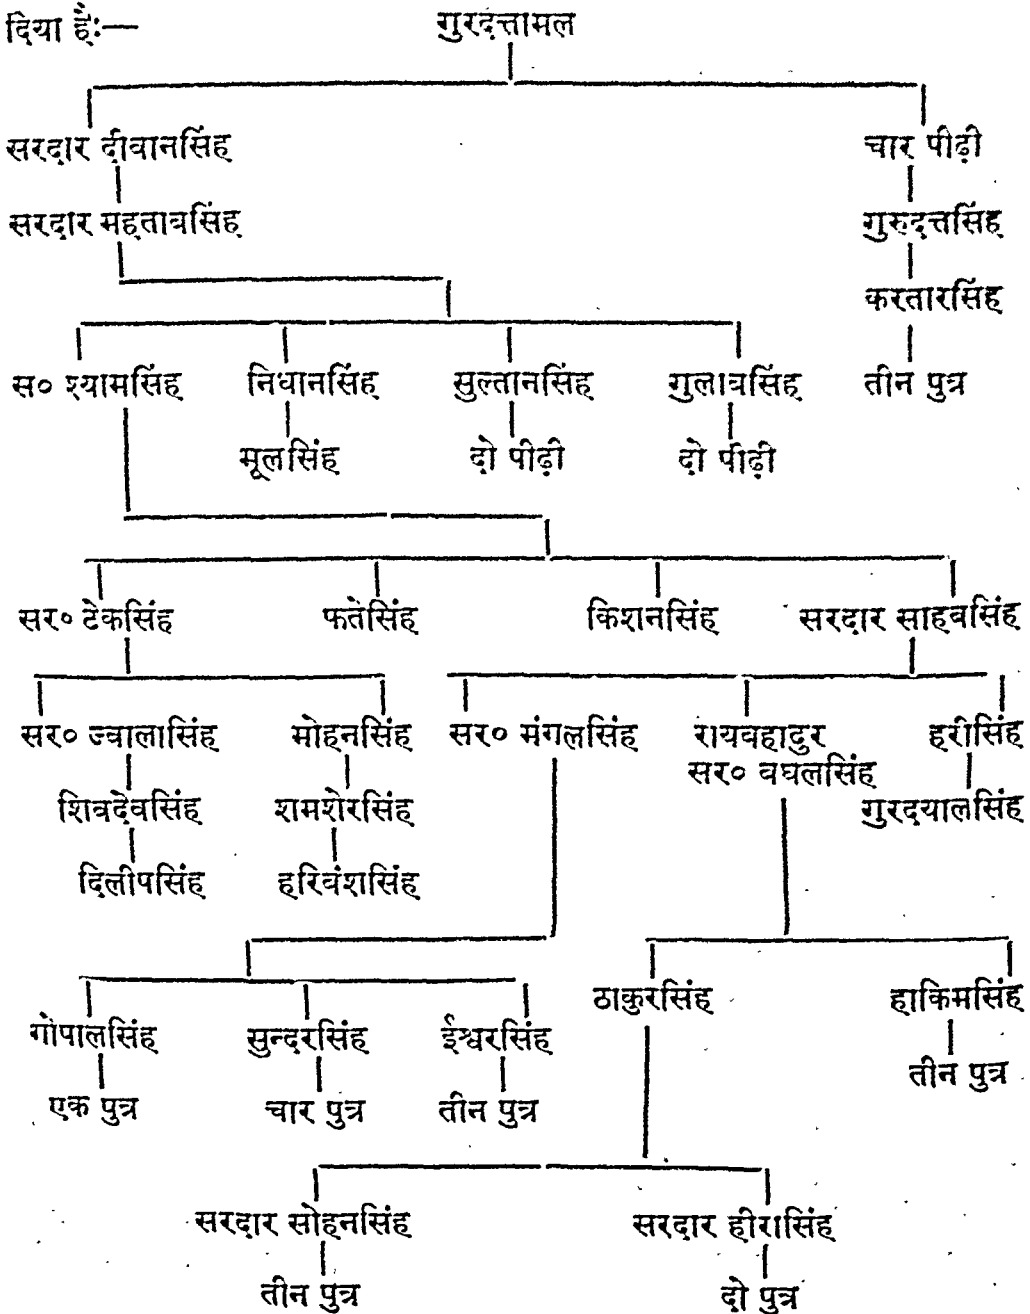 दिया है:— गुरदत्तामल
सरदार दीवानसिंह चार पीढ़ी
सरदार महताबसिंह गुरुदत्तसिंह
करतारसिंह
स० श्यामसिंह निधानसिंह सुल्तानसिंह गुलाबसिंह तीन पुत्र
मूलसिंह दो पीढ़ी दो पीढ़ी
सर० टेकसिंह फतेसिंह किशनसिंह सरदार साहबसिंह
सर० ज्वालासिंह मोहनसिंह सर० मंगलसिंह रायबहादुर हरीसिंह
सर० बघलसिंह
शिवदेवसिंह शमशेरसिंह गुरदयालसिंह
दिलीपसिंह हरिवंशसिंह
ठाकुरसिंह हाकिमसिंह
गोपालसिंह सुन्दरसिंह ईश्वरसिंह
तीन पुत्र
एक पुत्र चार पुत्र तीन पुत्र
सरदार सोहनसिंह सरदार हीरासिंह
तीन पुत्र दो पुत्र